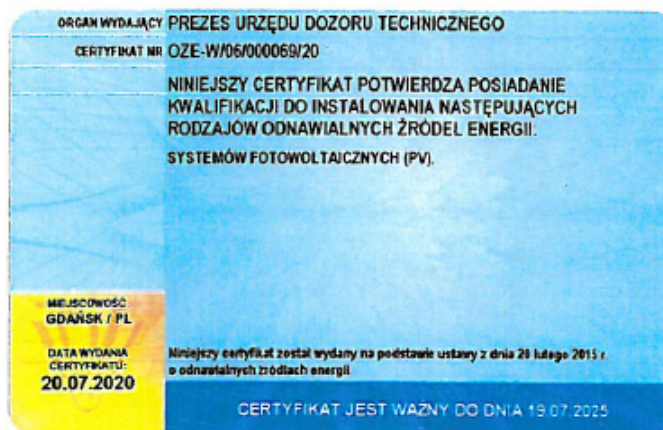 ORGAN WYDAJĄCY PREZES URZĘDU DOZORU TECHNICZNEGO
CERTYFIKAT NR OZE-W/06/000069/20
NINIEJSZY CERTYFIKAT POTWIERDZA POSIADANIE
KWALIFIKACJI DO INSTALOWANIA NASTĘPUJĄCYCH
RODZAJÓW ODNAWIALNYCH ŹRÓDEŁ ENERGII:
SYSTEMÓW FOTOWOLTAICZNYCH (PV).
MIEJSCOWOŚĆ
GDAŃSK / PL
DATA WYDANIA
CERTYFIKATU:
20.07.2020
Niniejszy certyfikat został wydany na podstawie ustawy z dnia 20 lutego 2015 r.
o odnawialnych źródłach energii
CERTYFIKAT JEST WAŻNY DO DNIA 19.07.2025